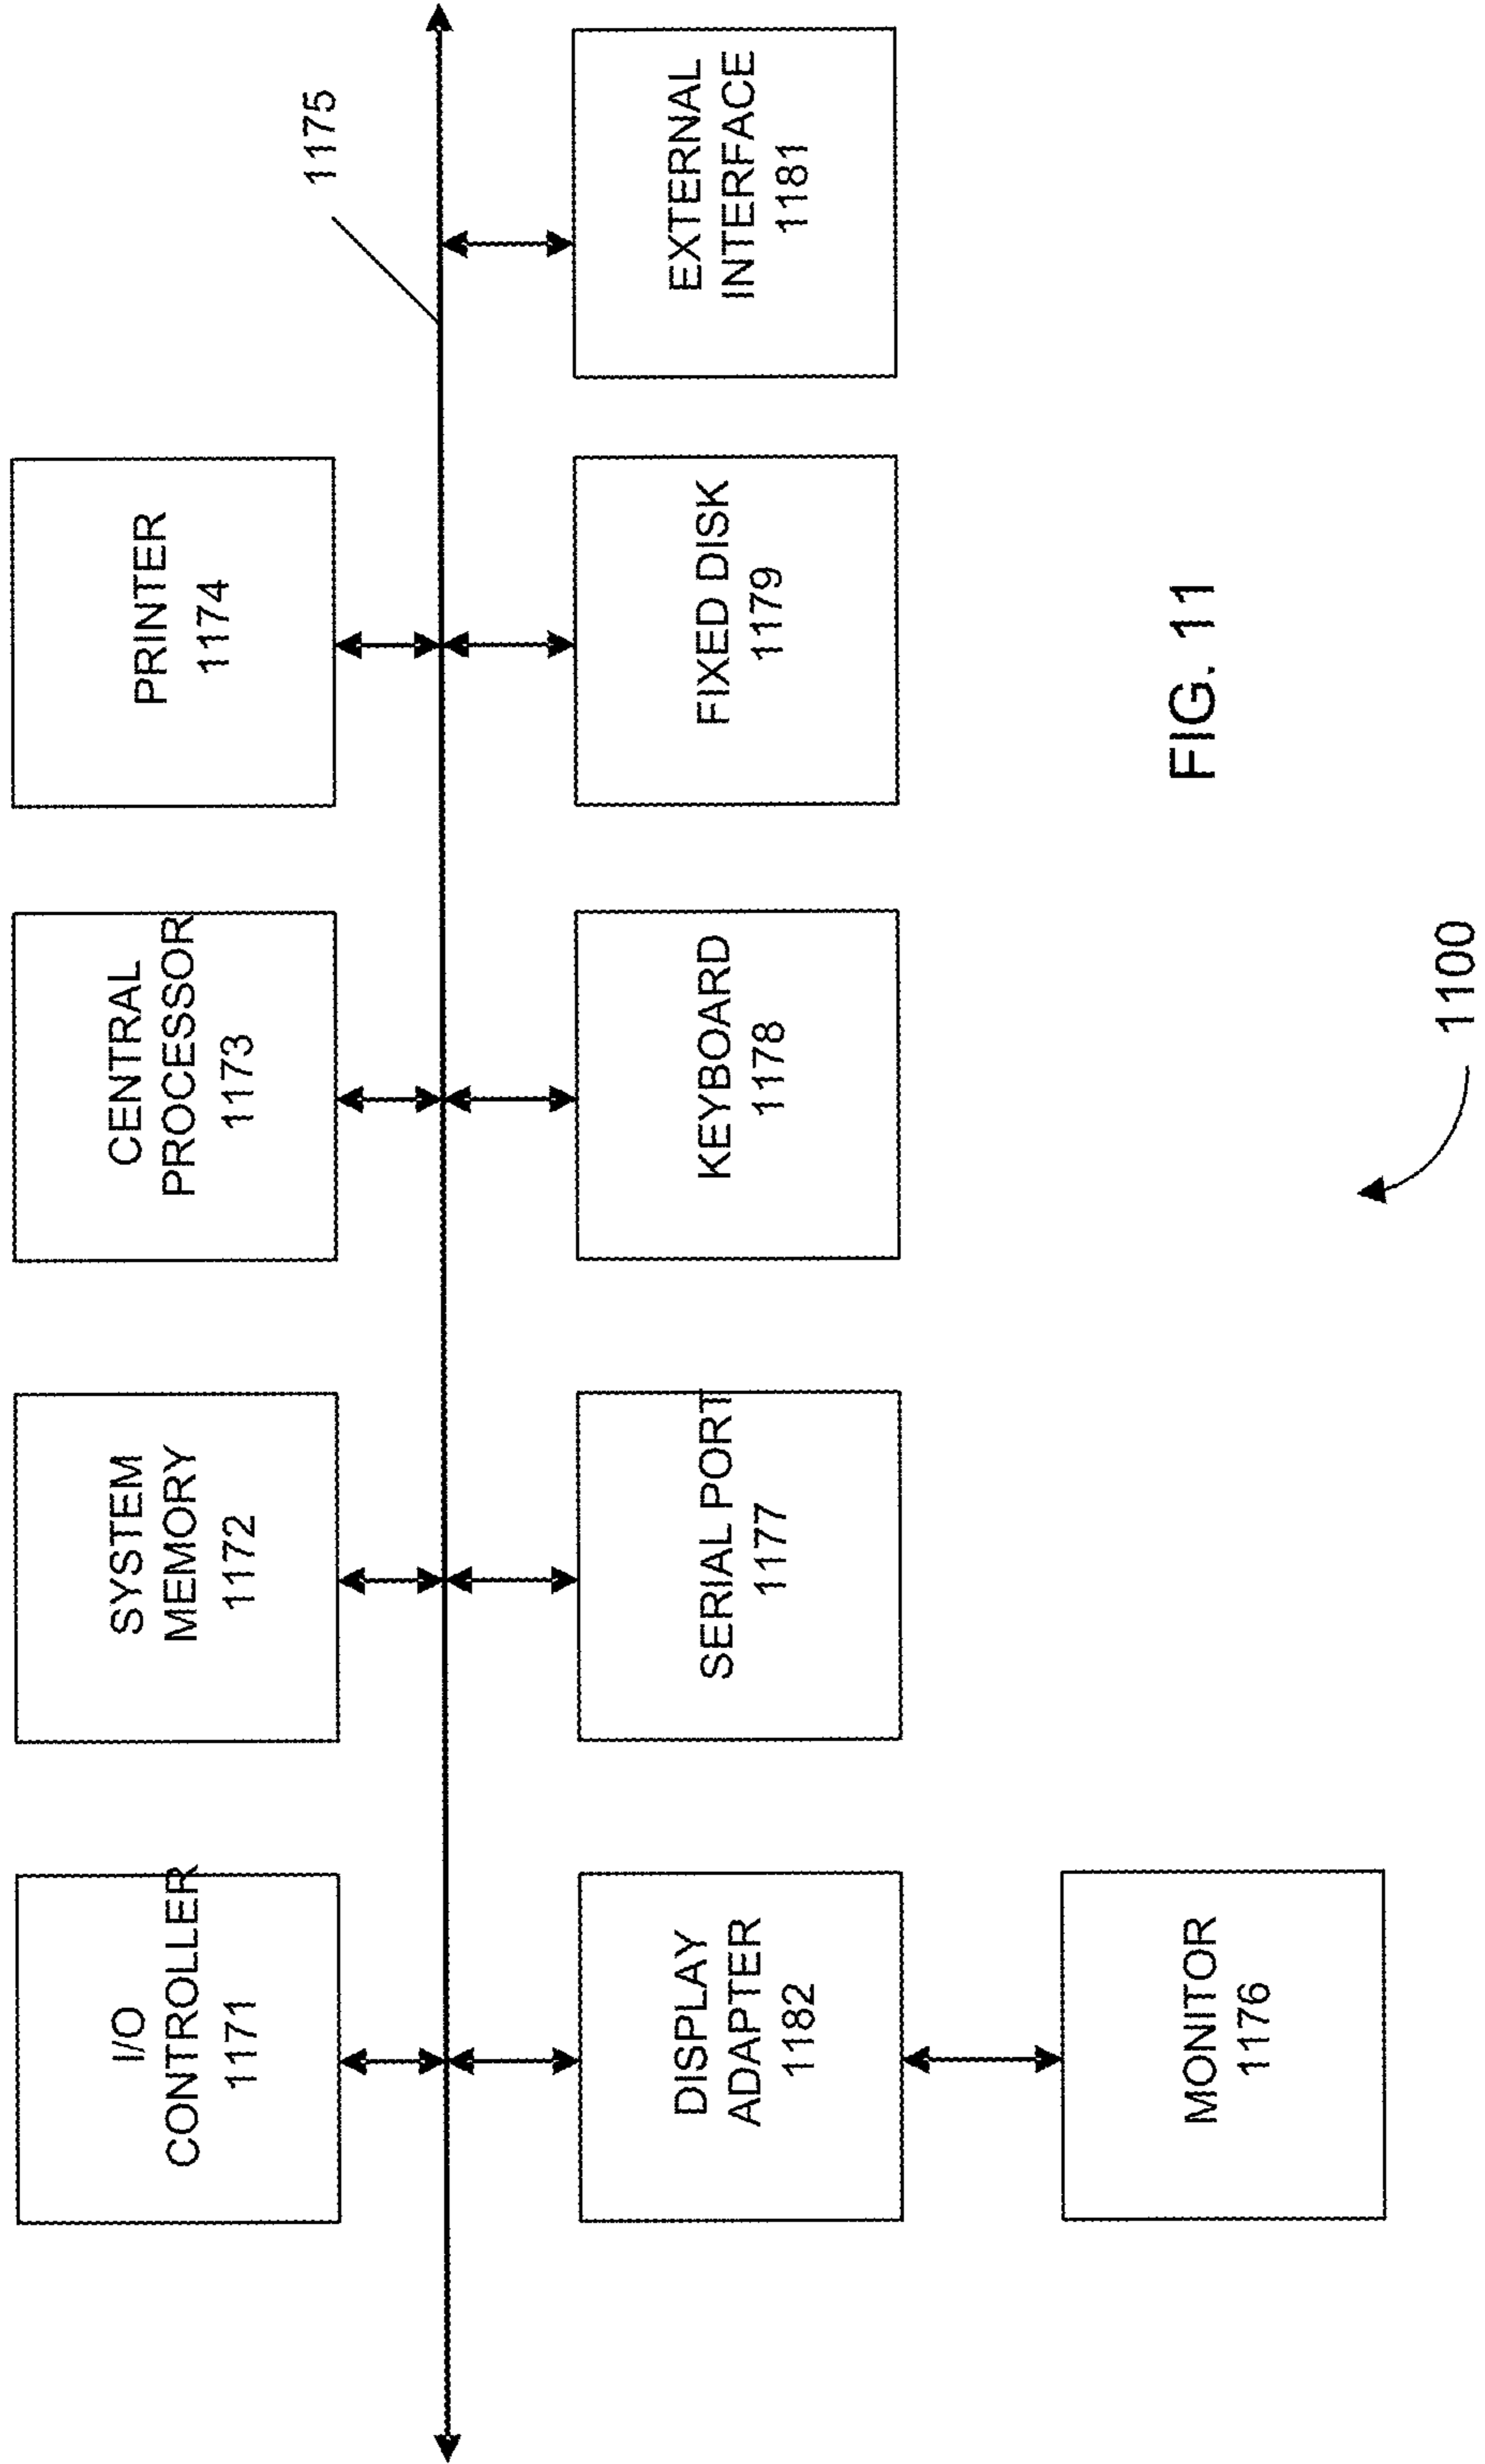 I/O
CONTROLLER
1171
SYSTEM
MEMORY
1172
CENTRAL
PROCESSOR
1173
PRINTER
1174
1175
DISPLAY
ADAPTER
1182
SERIAL PORT
1177
KEYBOARD
1178
FIXED DISK
1179
EXTERNAL
INTERFACE
1181
MONITOR
1176
FIG. 11
1100